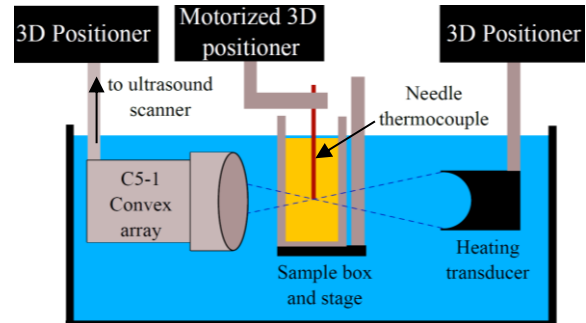 3D Positioner
Motorized 3D
positioner
3D Positioner
to ultrasound
scanner
Needle
thermocouple
C5-1
Convex
array
Heating
transducer
Sample box
and stage